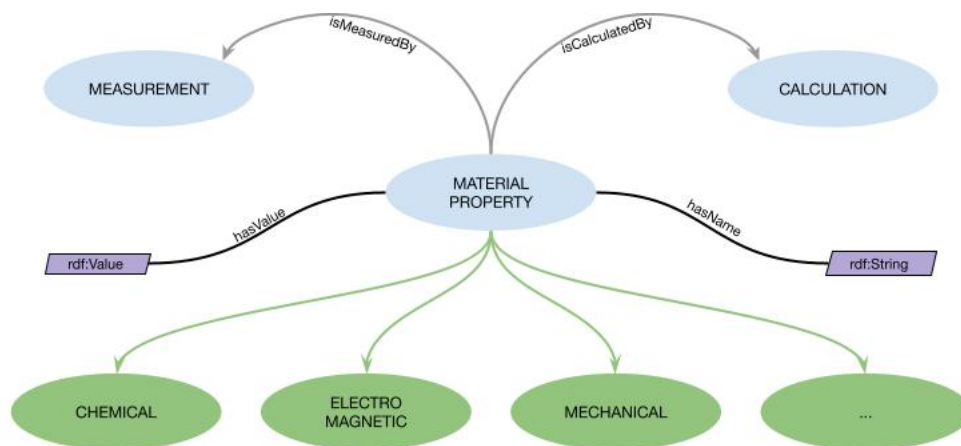 isMeasuredBy
isCalculatedBy
MEASUREMENT
CALCULATION
MATERIAL
PROPERTY
hasValue
hasName
rdf:Value
rdf:String
CHEMICAL
ELECTRO
MAGNETIC
MECHANICAL
...